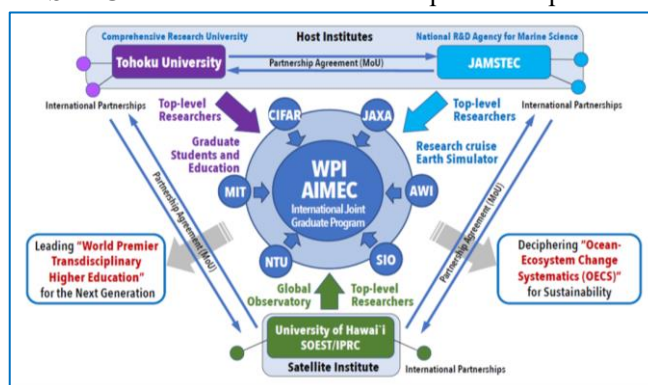 Comprehensive Research University
Host Institutes
National R&D Agency for Marine Science
Tohoku University
Partnership Agreement (MoU)
JAMSTEC
International Partnerships
Top-level
Researchers
CIFAR
JAXA
Top-level
Researchers
International Partnerships
Graduate
Students and
Education
Research cruise
Earth Simulator
WPI
AIMEC
International Joint
Graduate Program
MIT
AWI
NTU
SIO
Partnership Agreement (MoU)
Partnership Agreement (MoU)
Leading "World Premier
Transdisciplinary
Higher Education"
for the Next Generation
Deciphering "Ocean-
Ecosystem Change
Systematics (OECS)"
for Sustainability
Global
Observatory
Top-level
Researchers
University of Hawai`i
SOEST/IPRC
Satellite Institute
International Partnerships